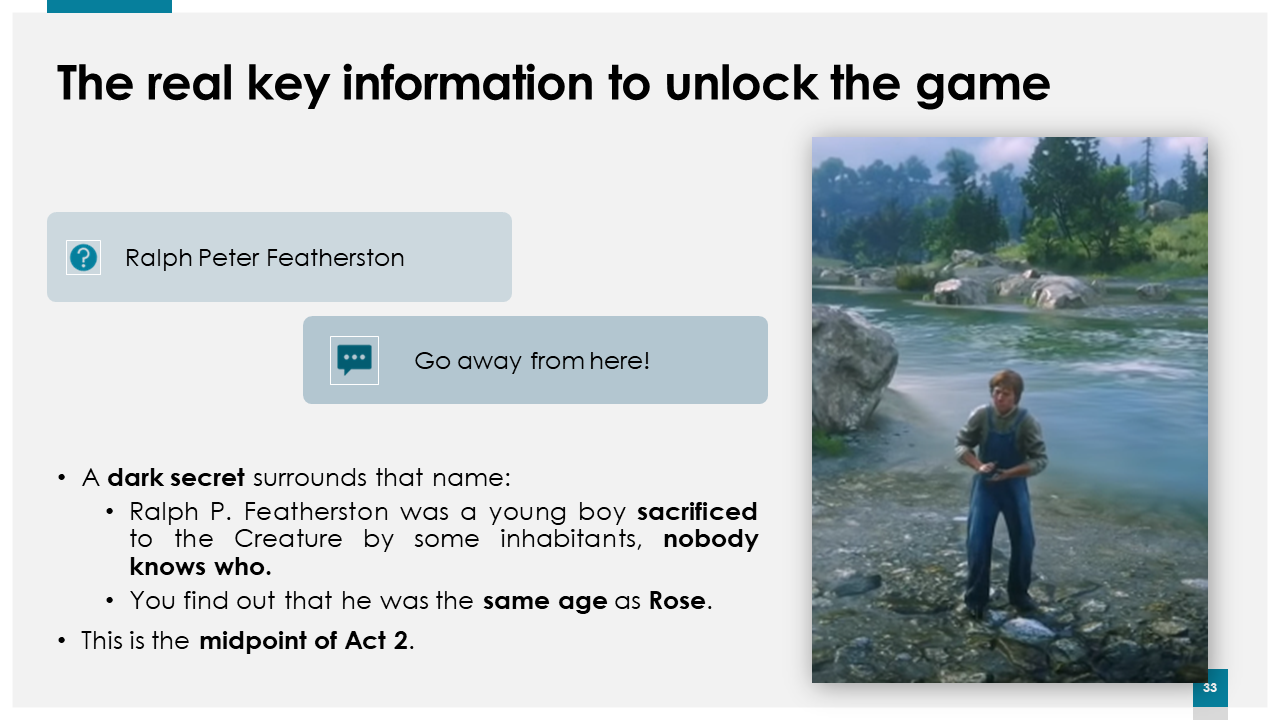 The real key information to unlock the game
Ralph Peter Featherston
Go away from here!
• A dark secret surrounds that name:
• Ralph P. Featherston was a young boy sacrificed
to the Creature by some inhabitants, nobody
knows who.
• You find out that he was the same age as Rose.
• This is the midpoint of Act 2.
33